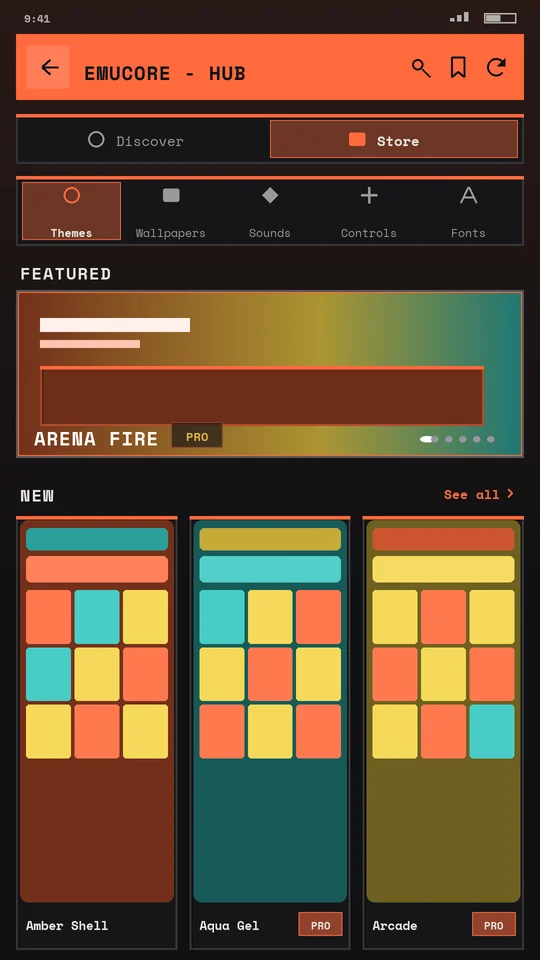 9:41
EMUCORE - HUB
Discover
Store
Themes
Wallpapers
Sounds
Controls
Fonts
FEATURED
ARENA FIRE
PRO
NEW
See all
Amber Shell
Aqua Gel
PRO
Arcade
PRO